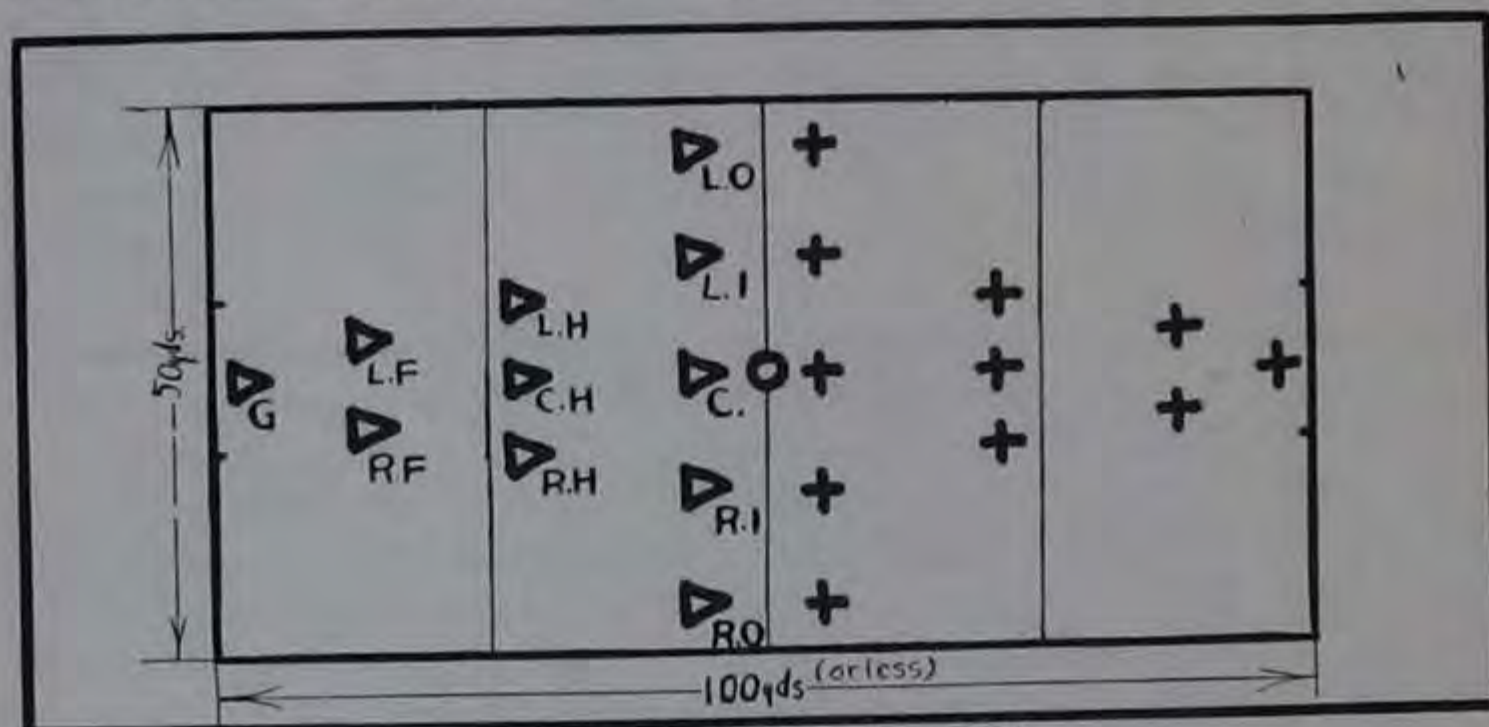 L.O
L.I
L.H
L.F
50yds.
C.H
C.
G
R.F
R.H
R.I
R.O
100yds (or less)